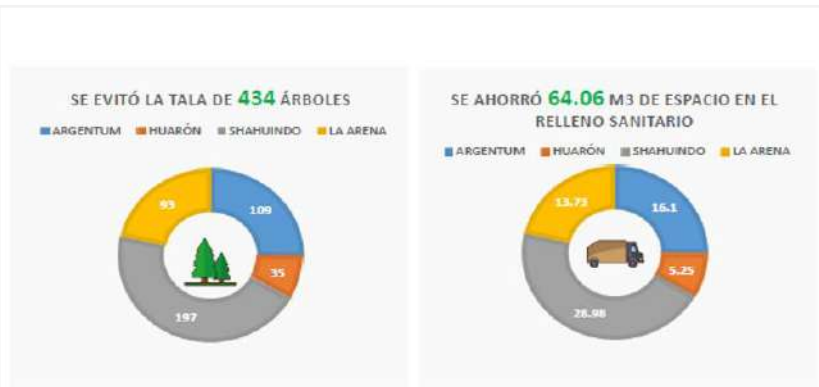 SE EVITÓ LA TALA DE 434 ÁRBOLES
ARGENTUM HUARÓN SHAHUINDO LA ARENA
93
109
35
197
SE AHORRÓ 64.06 M3 DE ESPACIO EN EL
RELLENO SANITARIO
ARGENTUM HUARÓN SHAHUINDO LA ARENA
13.73
16.1
5.25
28.98